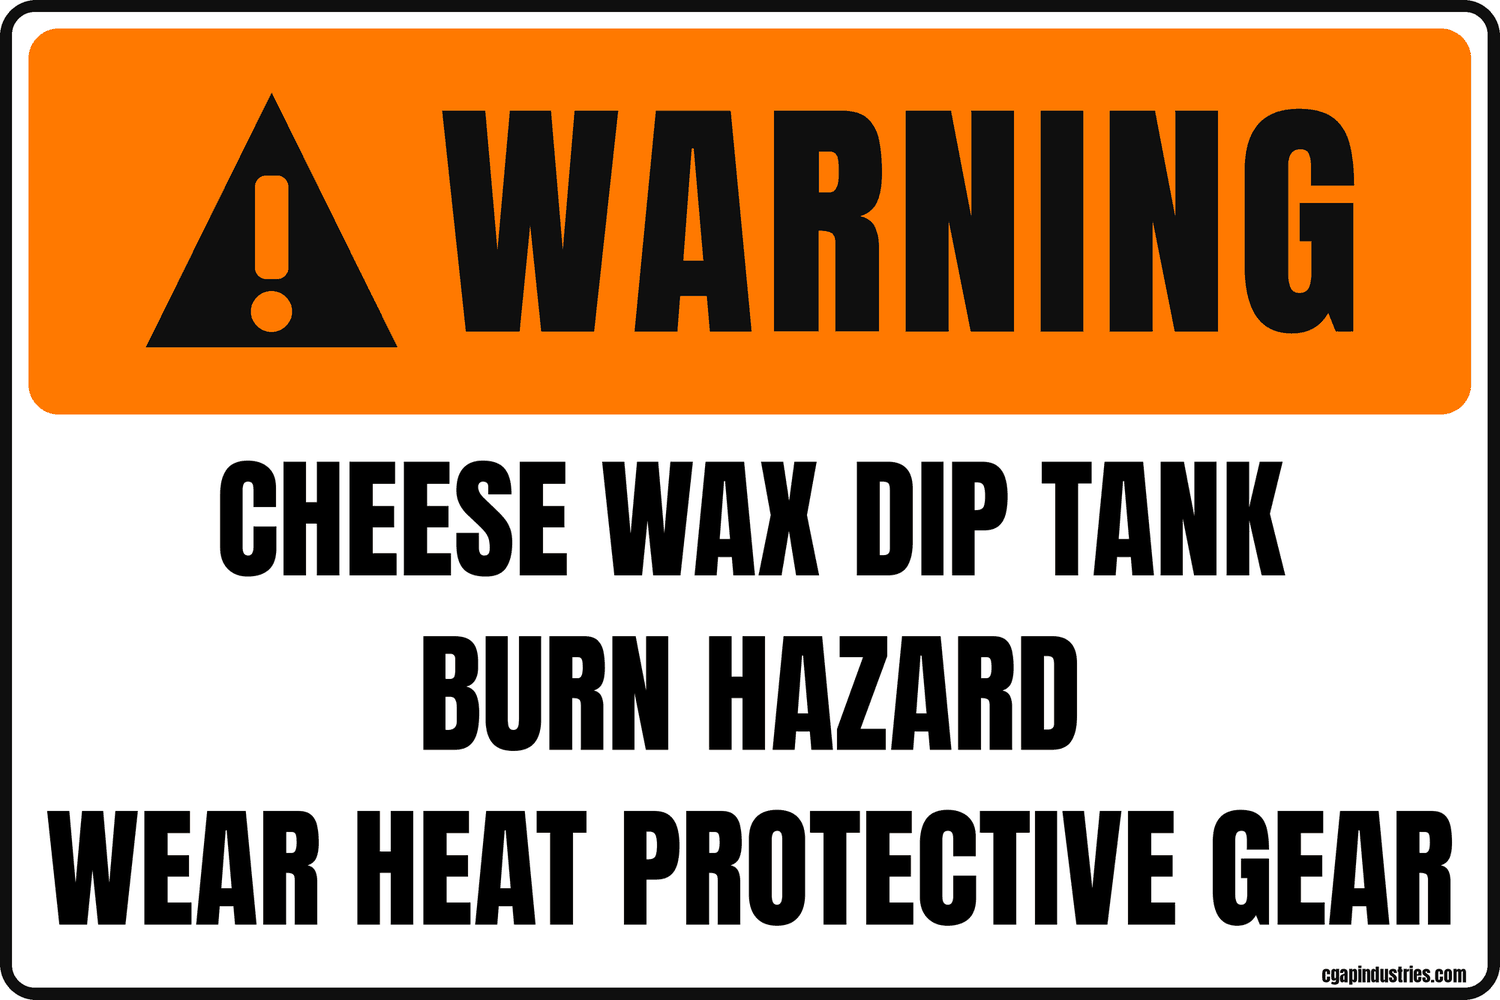 WARNING
CHEESE WAX DIP TANK
BURN HAZARD
WEAR HEAT PROTECTIVE GEAR
cgapindustries.com